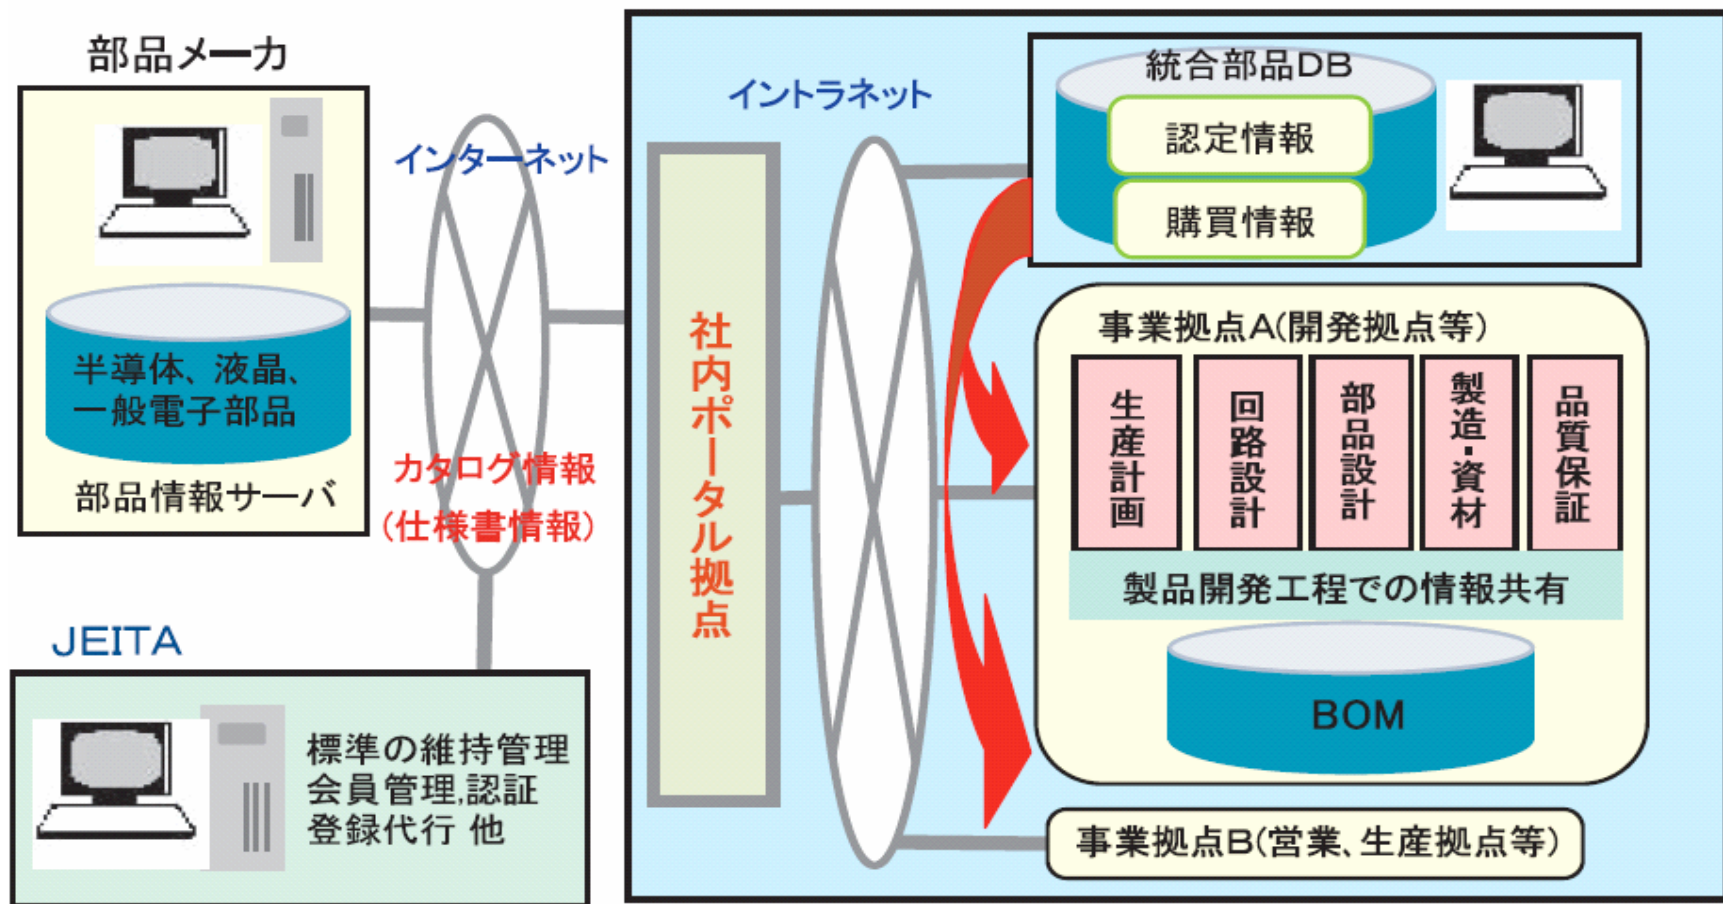 部品メーカ
半導体、液晶、
一般電子部品
部品情報サーバ
インターネット
カタログ情報
(仕様書情報)
JEITA
標準の維持管理
会員管理,認証
登録代行 他
社内ポータル拠点
イントラネット
統合部品DB
認定情報
購買情報
事業拠点A(開発拠点等)
生産計画
回路設計
部品設計
製造・資材
品質保証
製品開発工程での情報共有
BOM
事業拠点B(営業、生産拠点等)